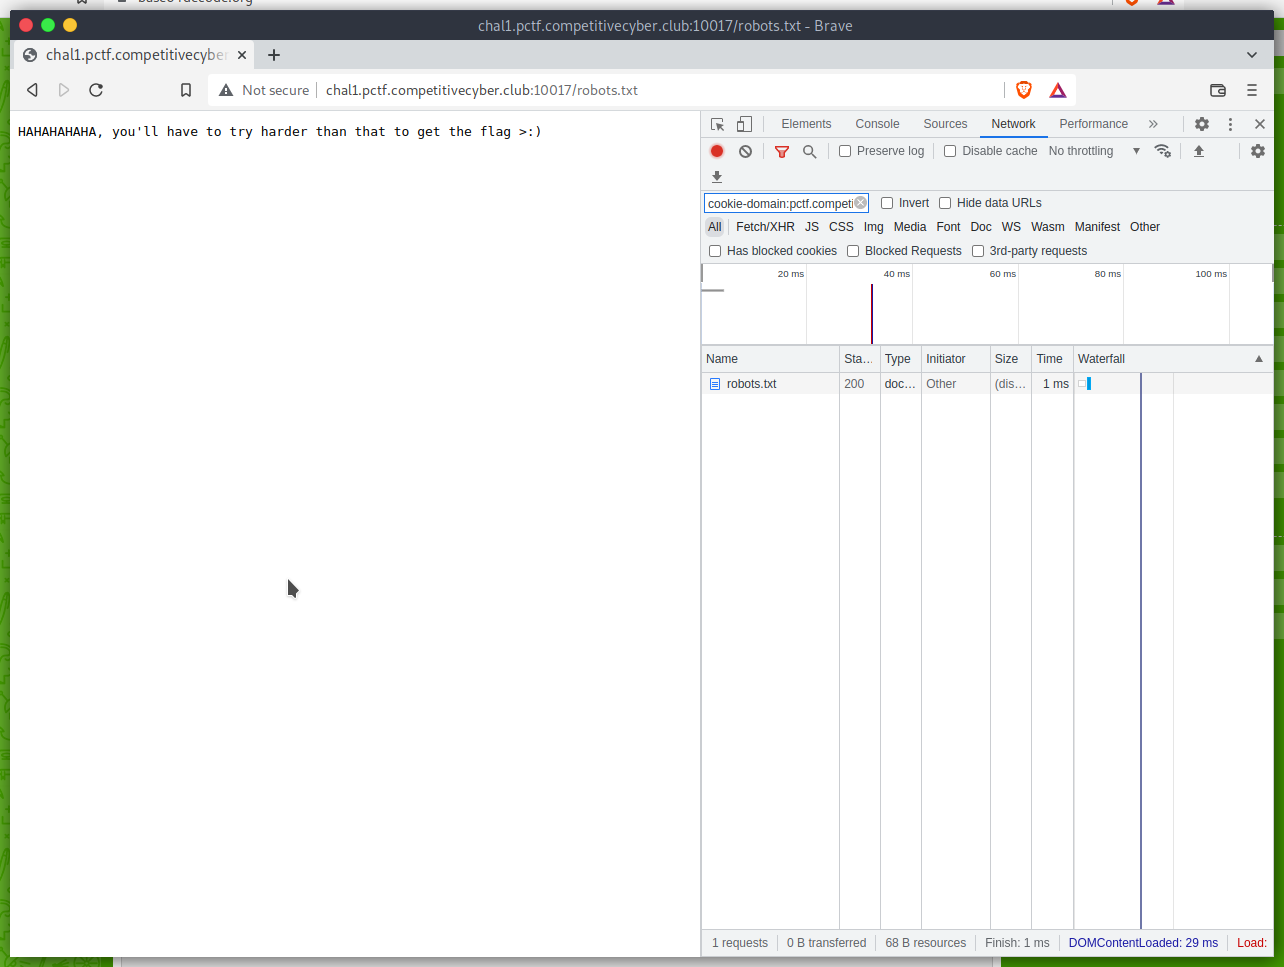 chal1.pctf.competitivecyber.club:10017/robots.txt - Brave
chal1.pctf.competitivecyber
Not secure chal1.pctf.competitivecyber.club:10017/robots.txt
HAHAHAHAHA, you'll have to try harder than that to get the flag >:)
Elements Console Sources Network Performance »
Preserve log Disable cache No throttling
cookie-domain:pctf.competi Invert Hide data URLs
All Fetch/XHR JS CSS Img Media Font Doc WS Wasm Manifest Other
Has blocked cookies Blocked Requests 3rd-party requests
20 ms 40 ms 60 ms 80 ms 100 ms
Name Sta... Type Initiator Size Time Waterfall
robots.txt 200 doc... Other (dis... 1 ms
1 requests 0 B transferred 68 B resources Finish: 1 ms DOMContentLoaded: 29 ms Load: